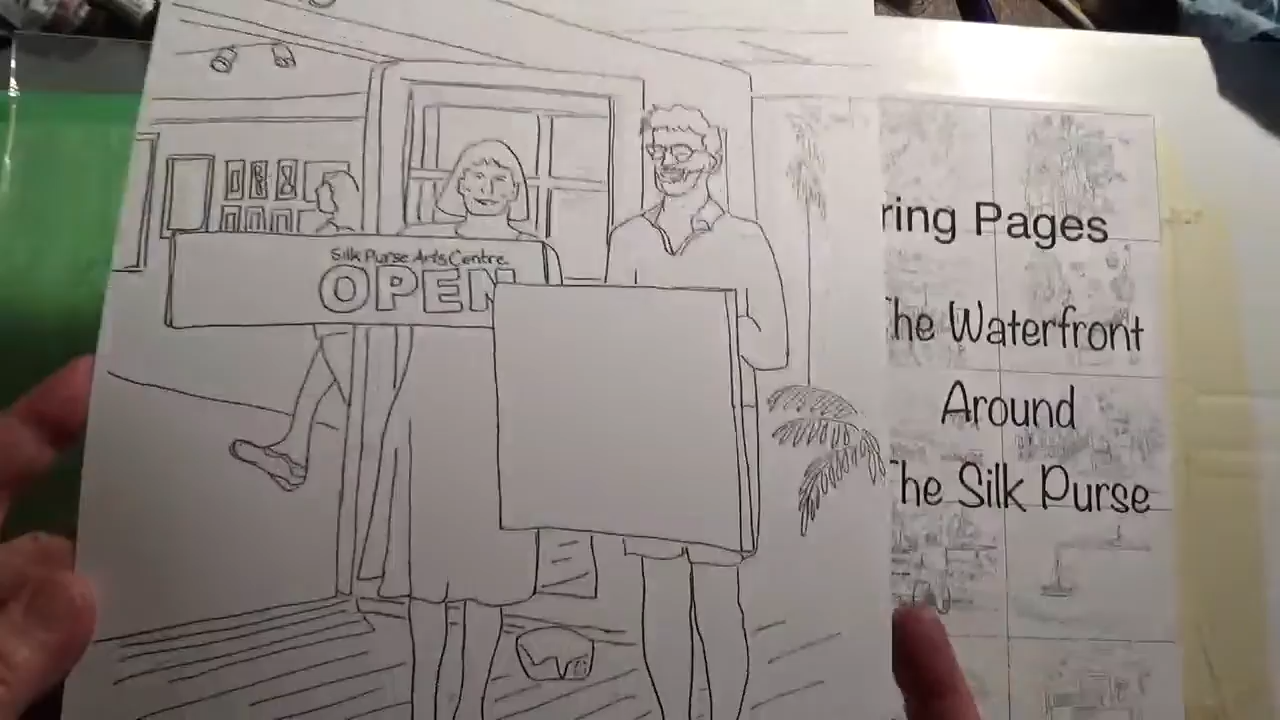 Silk Purse Arts Centre
OPEN
ring Pages
The Waterfront
Around
The Silk Purse